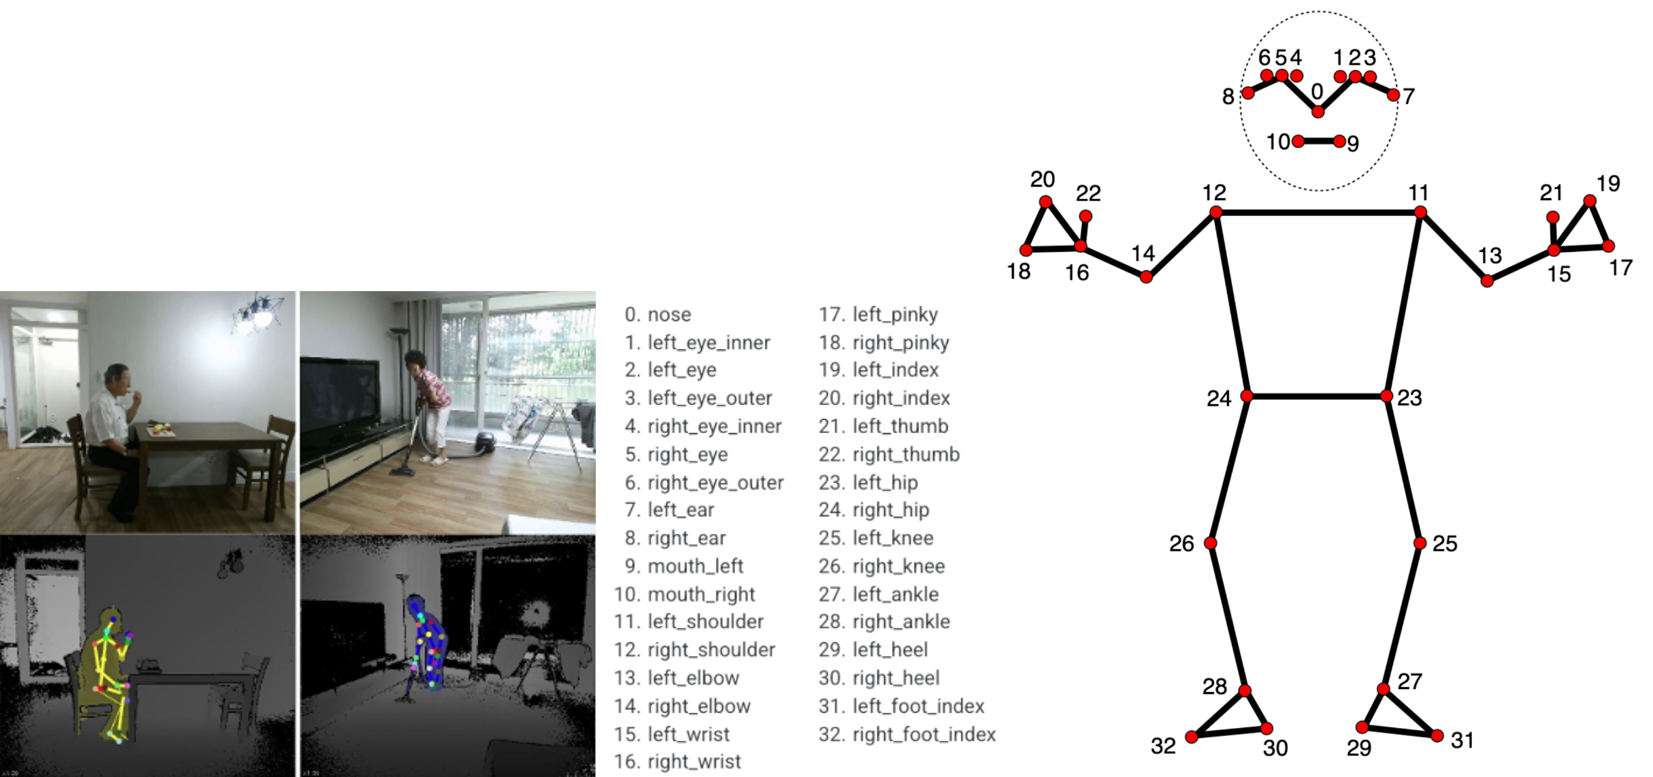 0. nose
1. left_eye_inner
2. left_eye
3. left_eye_outer
4. right_eye_inner
5. right_eye
6. right_eye_outer
7. left_ear
8. right_ear
9. mouth_left
10. mouth_right
11. left_shoulder
12. right_shoulder
13. left_elbow
14. right_elbow
15. left_wrist
16. right_wrist
17. left_pinky
18. right_pinky
19. left_index
20. right_index
21. left_thumb
22. right_thumb
23. left_hip
24. right_hip
25. left_knee
26. right_knee
27. left_ankle
28. right_ankle
29. left_heel
30. right_heel
31. left_foot_index
32. right_foot_index
6 5 4 1 2 3
8 0 7
10 9
20 22 12 11 21 19
18 16 14 13 15 17
24 23
26 25
28 27
32 30 29 31